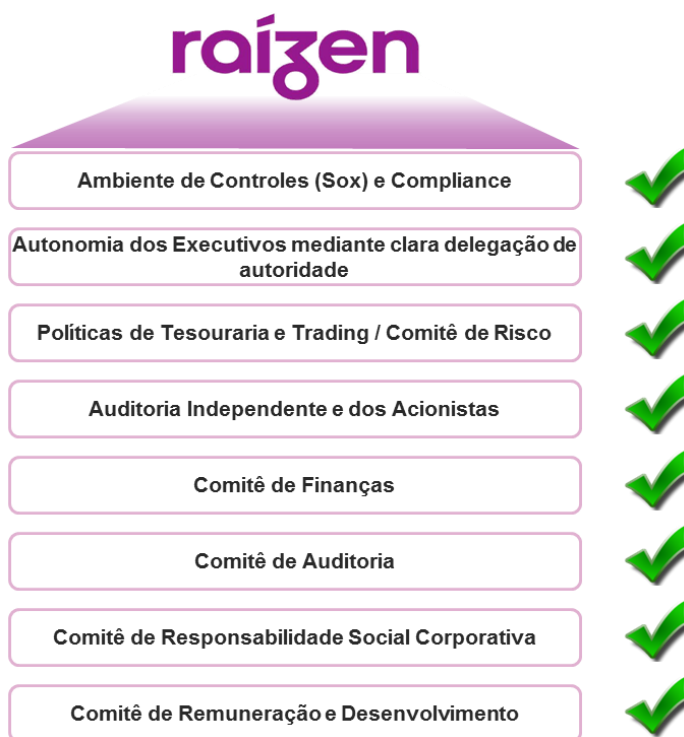 raízen
Ambiente de Controles (Sox) e Compliance
Autonomia dos Executivos mediante clara delegação de
autoridade
Políticas de Tesouraria e Trading / Comitê de Risco
Auditoria Independente e dos Acionistas
Comitê de Finanças
Comitê de Auditoria
Comitê de Responsabilidade Social Corporativa
Comitê de Remuneração e Desenvolvimento